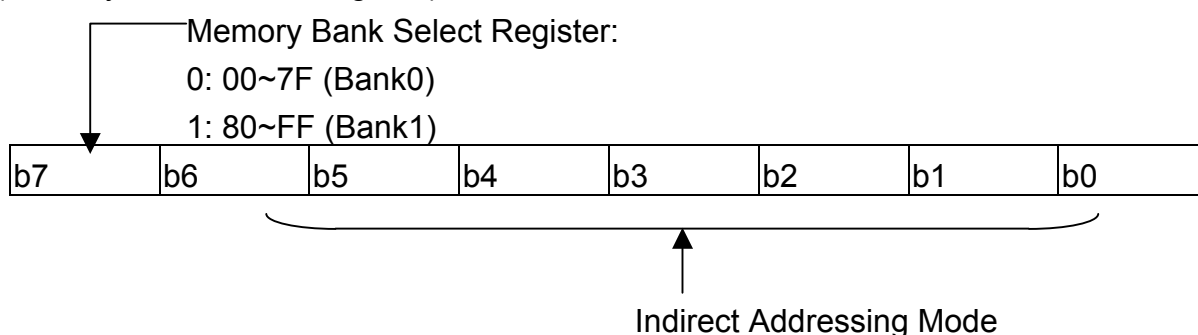 Memory Bank Select Register:
0: 00~7F (Bank0)
1: 80~FF (Bank1)
b7 b6 b5 b4 b3 b2 b1 b0
Indirect Addressing Mode